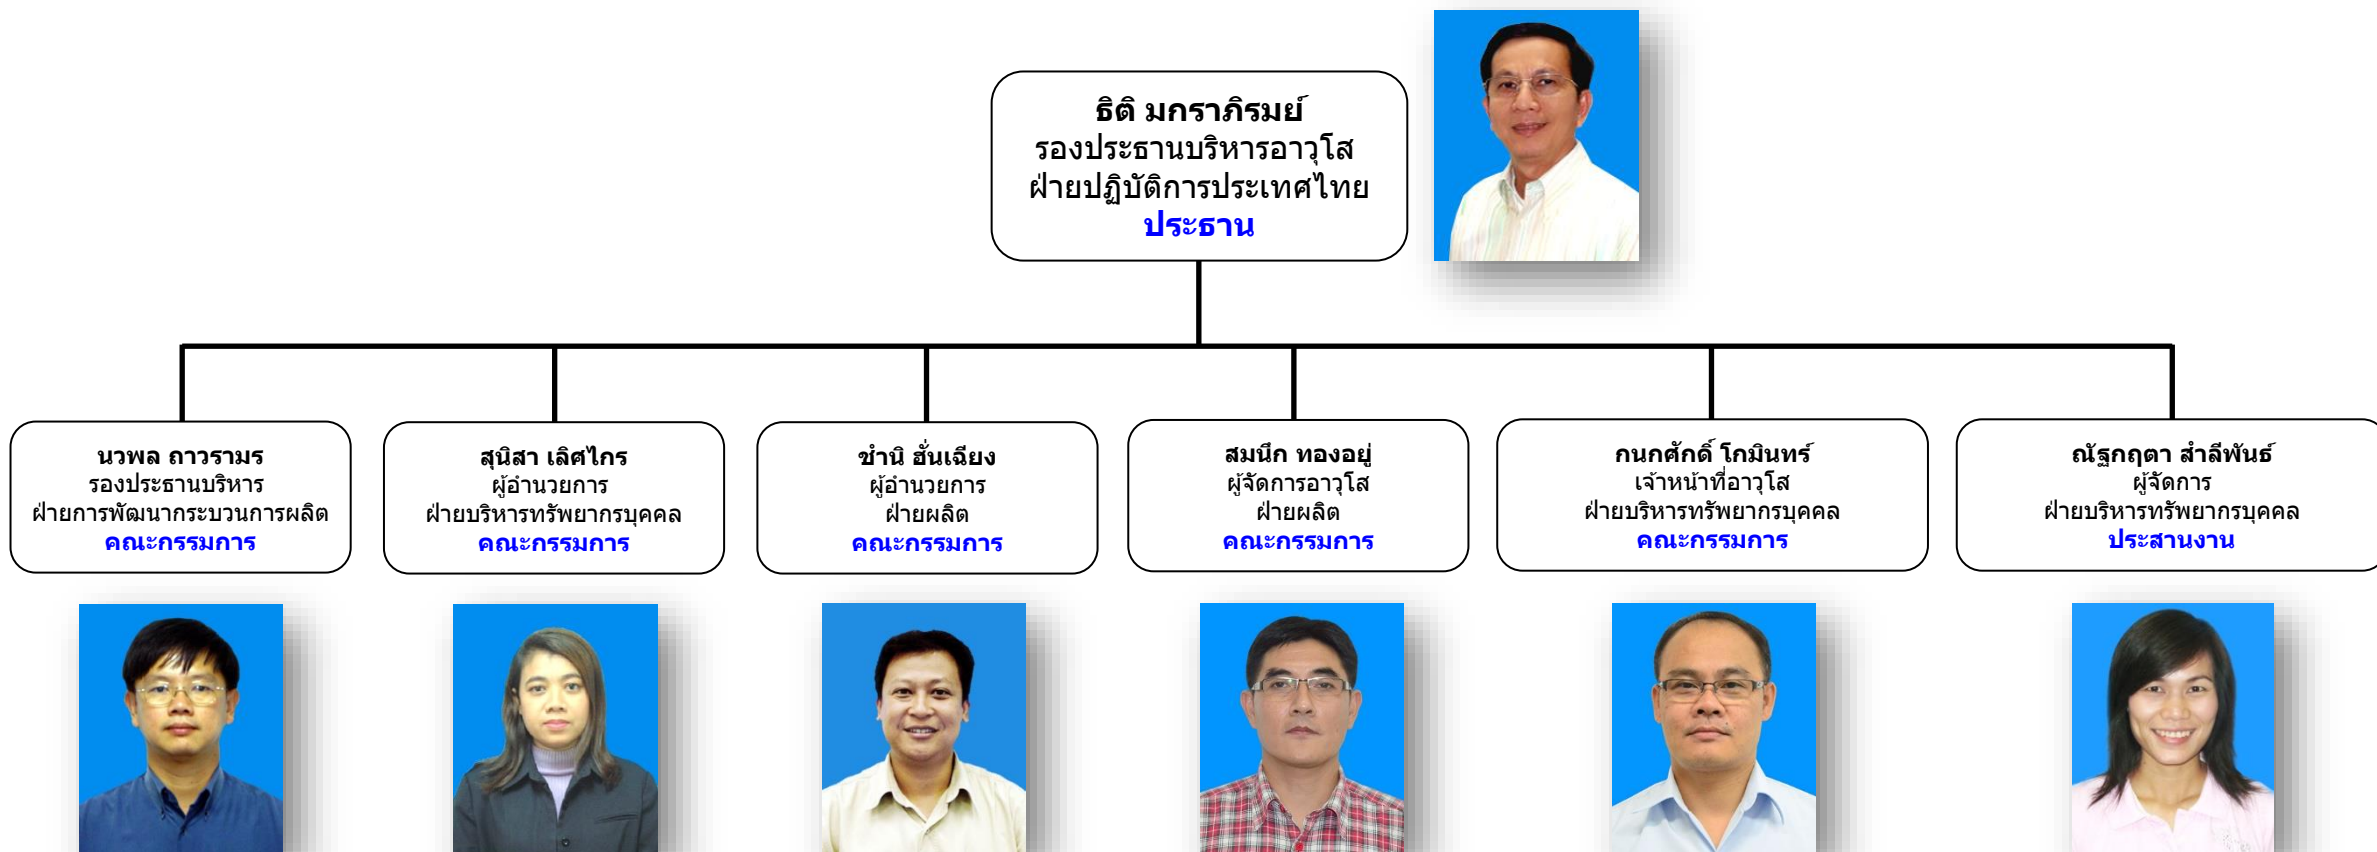 ธิติ มกราภิรมย์
รองประธานบริหารอาวุโส
ฝ่ายปฏิบัติการประเทศไทย
ประธาน
นวพล ถาวรามร
รองประธานบริหาร
ฝ่ายการพัฒนากระบวนการผลิต
คณะกรรมการ
สุนิสา เลิศไกร
ผู้อำนวยการ
ฝ่ายบริหารทรัพยากรบุคคล
คณะกรรมการ
ชำนิ ฮั่นเฉียง
ผู้อำนวยการ
ฝ่ายผลิต
คณะกรรมการ
สมนึก ทองอยู่
ผู้จัดการอาวุโส
ฝ่ายผลิต
คณะกรรมการ
กนกศักดิ์ โกมินทร์
เจ้าหน้าที่อาวุโส
ฝ่ายบริหารทรัพยากรบุคคล
คณะกรรมการ
ณัฐกฤตา สำลีพันธ์
ผู้จัดการ
ฝ่ายบริหารทรัพยากรบุคคล
ประสานงาน